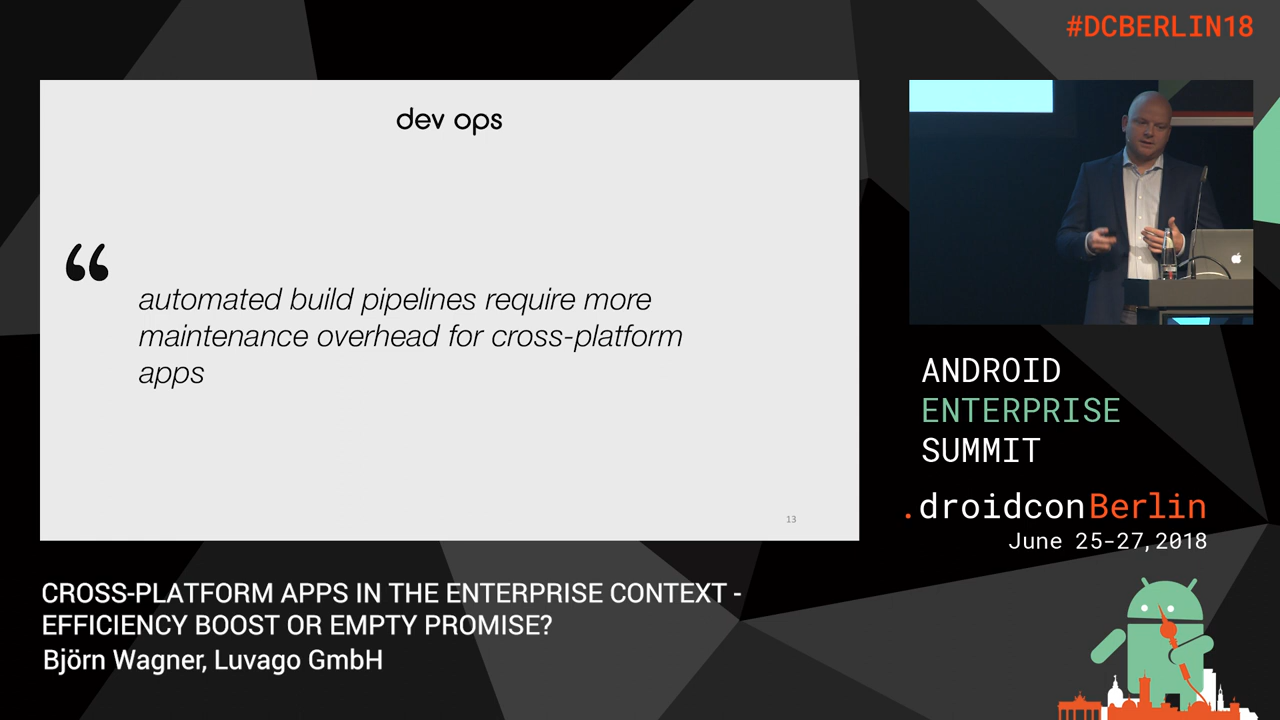 #DCBERLIN18
dev ops
“
automated build pipelines require more
maintenance overhead for cross-platform
apps
13
ANDROID
ENTERPRISE
SUMMIT
.droidconBerlin
June 25-27,2018
CROSS-PLATFORM APPS IN THE ENTERPRISE CONTEXT -
EFFICIENCY BOOST OR EMPTY PROMISE?
Björn Wagner, Luvago GmbH